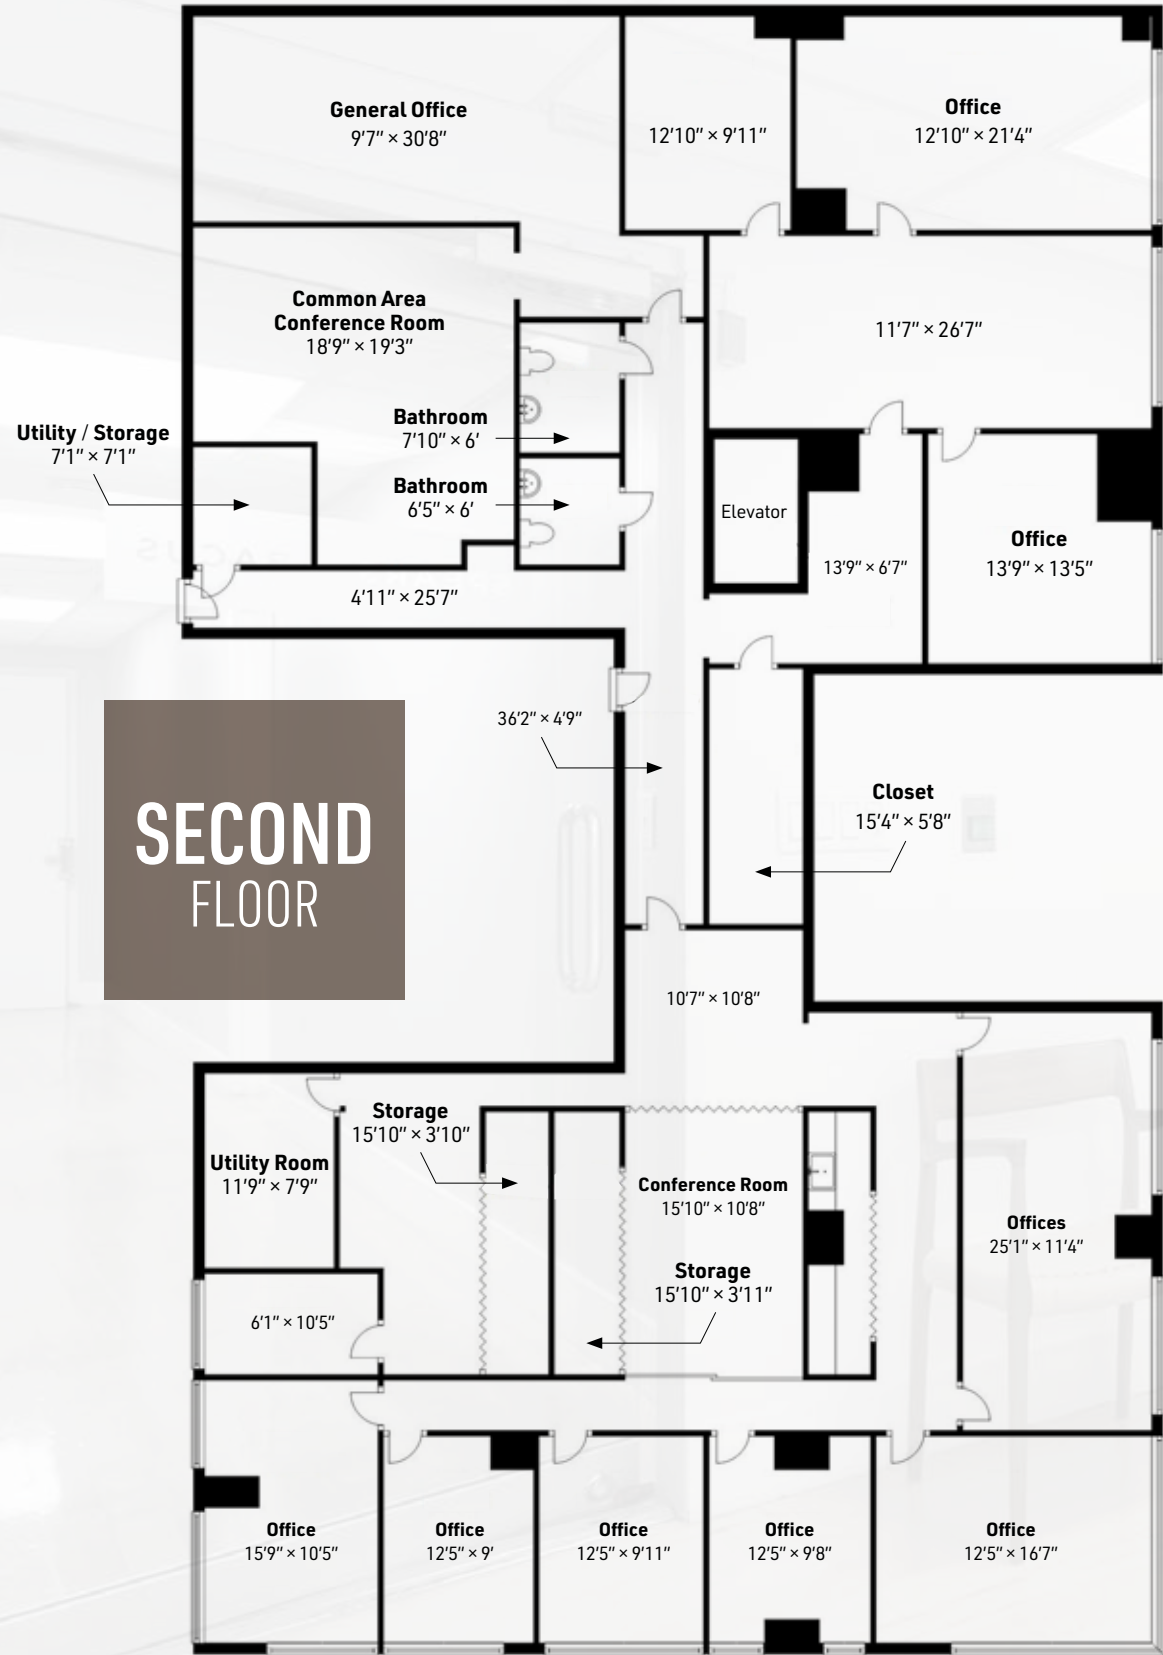 General Office
9'7" × 30'8"
12'10" × 9'11"
Office
12'10" × 21'4"
Common Area
Conference Room
18'9" × 19'3"
11'7" × 26'7"
Utility / Storage
7'1" × 7'1"
Bathroom
7'10" × 6'
Bathroom
6'5" × 6'
Elevator
13'9" × 6'7"
Office
13'9" × 13'5"
4'11" × 25'7"
36'2" × 4'9"
SECOND
FLOOR
Closet
15'4" × 5'8"
10'7" × 10'8"
Storage
15'10" × 3'10"
Utility Room
11'9" × 7'9"
Conference Room
15'10" × 10'8"
Storage
15'10" × 3'11"
Offices
25'1" × 11'4"
6'1" × 10'5"
Office
15'9" × 10'5"
Office
12'5" × 9'
Office
12'5" × 9'11"
Office
12'5" × 9'8"
Office
12'5" × 16'7"